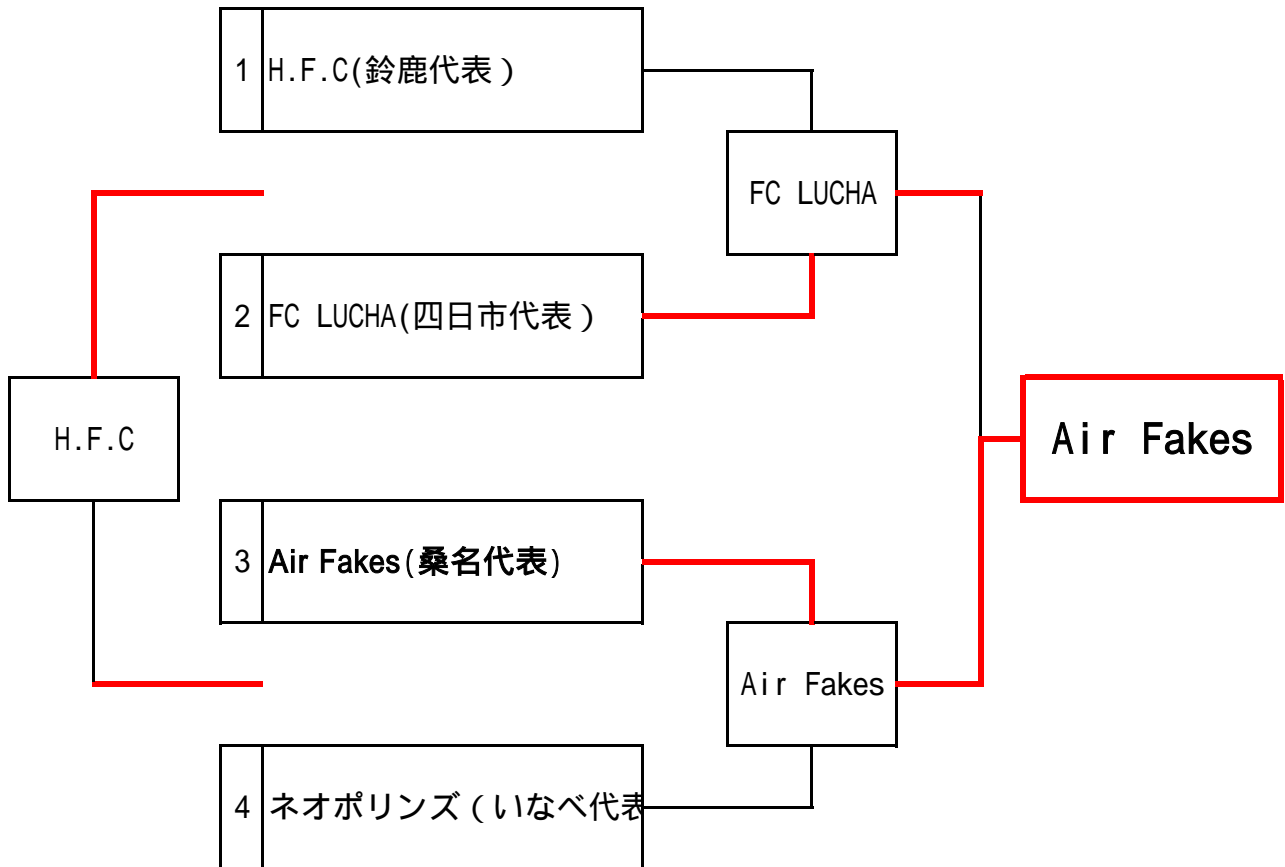 1 H.F.C(鈴鹿代表)
FC LUCHA
2 FC LUCHA(四日市代表)
H.F.C
Air Fakes
3 Air Fakes(桑名代表)
Air Fakes
4 ネオポリンズ(いなべ代表